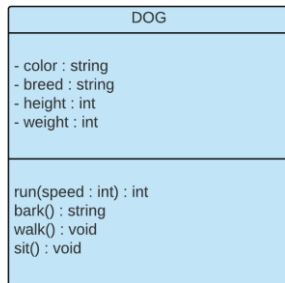 DOG
- color : string
- breed : string
- height : int
- weight : int
run(speed : int) : int
bark() : string
walk() : void
sit() : void